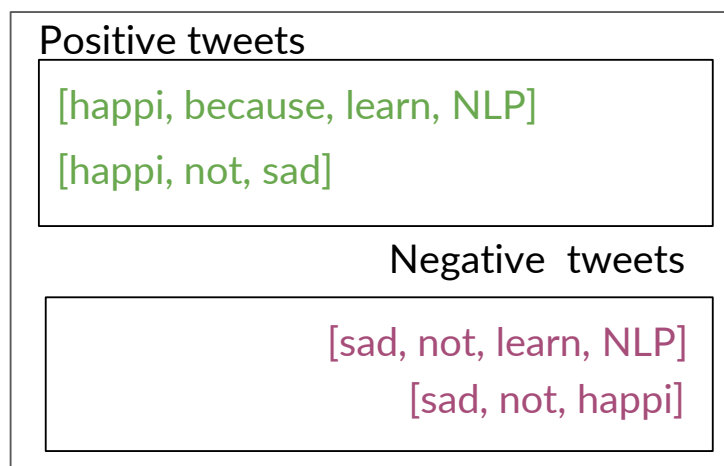 Positive tweets
[happi, because, learn, NLP]
[happi, not, sad]
Negative tweets
[sad, not, learn, NLP]
[sad, not, happi]